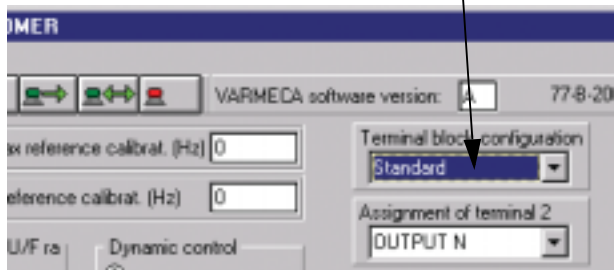 OMER
VARMECA software version: A 77-8-20
ax reference calibrat. (Hz) 0
eference calibrat. (Hz) 0
U/F ra
Dynamic control
Terminal block configuration
Standard
Assignment of terminal 2
OUTPUT N